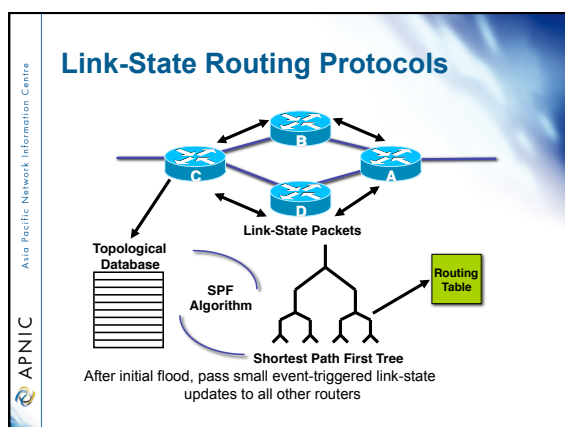 Link-State Routing Protocols
Asia Pacific Network Information Centre
APNIC
B
C
A
D
Link-State Packets
Topological
Database
SPF
Algorithm
Routing
Table
Shortest Path First Tree
After initial flood, pass small event-triggered link-state
updates to all other routers